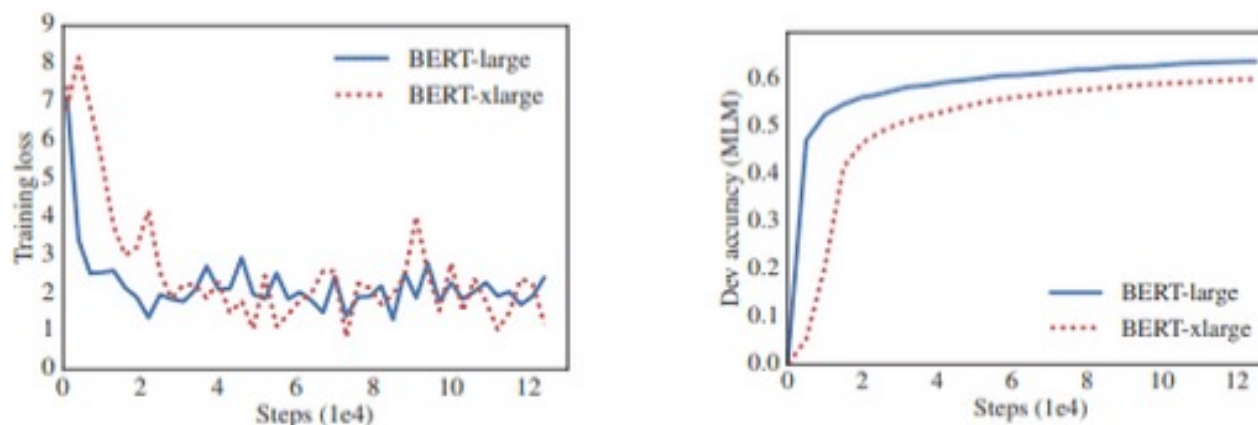 9
8
7
6
5
4
3
2
1
0
Training loss
BERT-large
BERT-xlarge
0 2 4 6 8 10 12
Steps (1e4)
0.6
0.5
0.4
0.3
0.2
0.1
0.0
Dev accuracy (MLM)
BERT-large
BERT-xlarge
0 2 4 6 8 10 12
Steps (1e4)